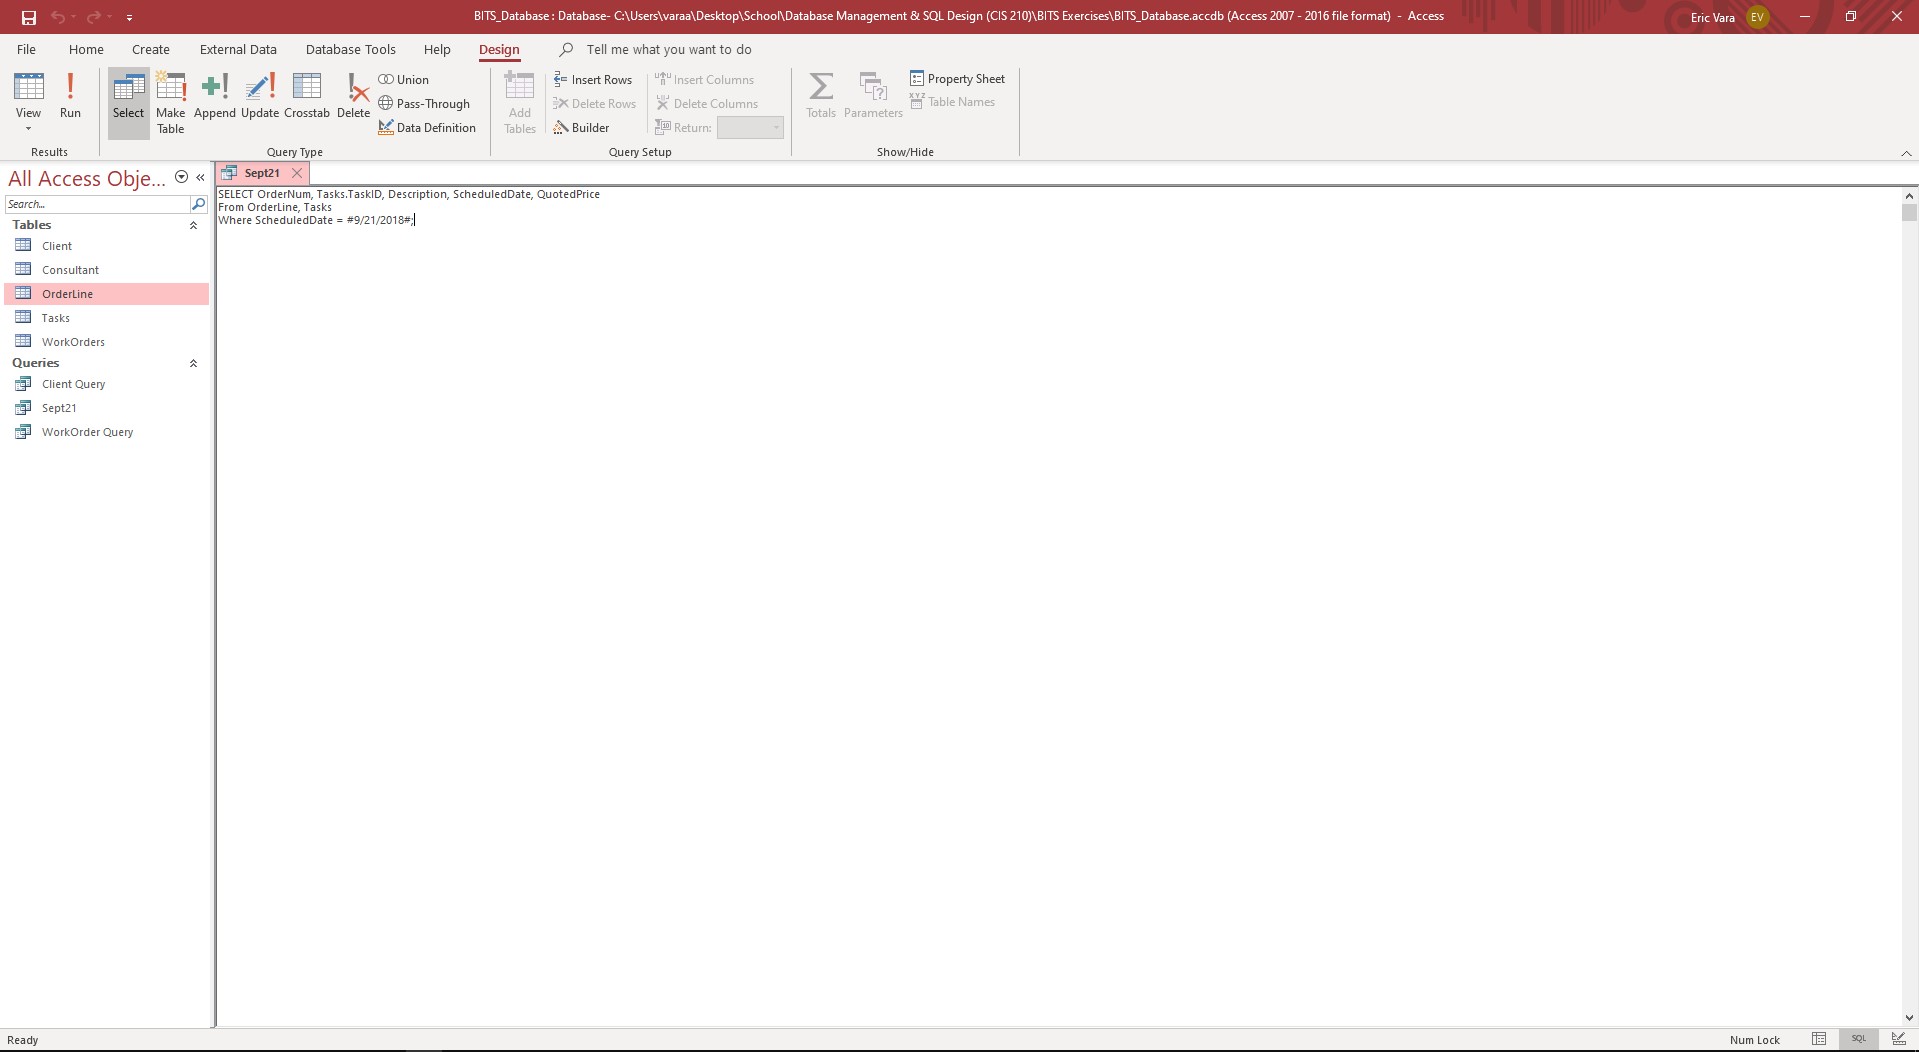 BITS_Database : Database- C:\Users\varaa\Desktop\School\Database Management & SQL Design (CIS 210)\BITS Exercises\BITS_Database.accdb (Access 2007 - 2016 file format)  -  Access
Eric Vara
EV
File
Home
Create
External Data
Database Tools
Help
Design
Tell me what you want to do
View
Run
Results
Select
Make Table
Append
Update
Crosstab
Delete
Union
Pass-Through
Data Definition
Query Type
Add Tables
Insert Rows
Delete Rows
Builder
Insert Columns
Delete Columns
Return:
Query Setup
Totals
Parameters
Property Sheet
Table Names
Show/Hide
All Access Obje...
Search...
Tables
Client
Consultant
OrderLine
Tasks
WorkOrders
Queries
Client Query
Sept21
WorkOrder Query
Sept21
SELECT OrderNum, Tasks.TaskID, Description, ScheduledDate, QuotedPrice
From OrderLine, Tasks
Where ScheduledDate = #9/21/2018#;
Ready
Num Lock
SQL